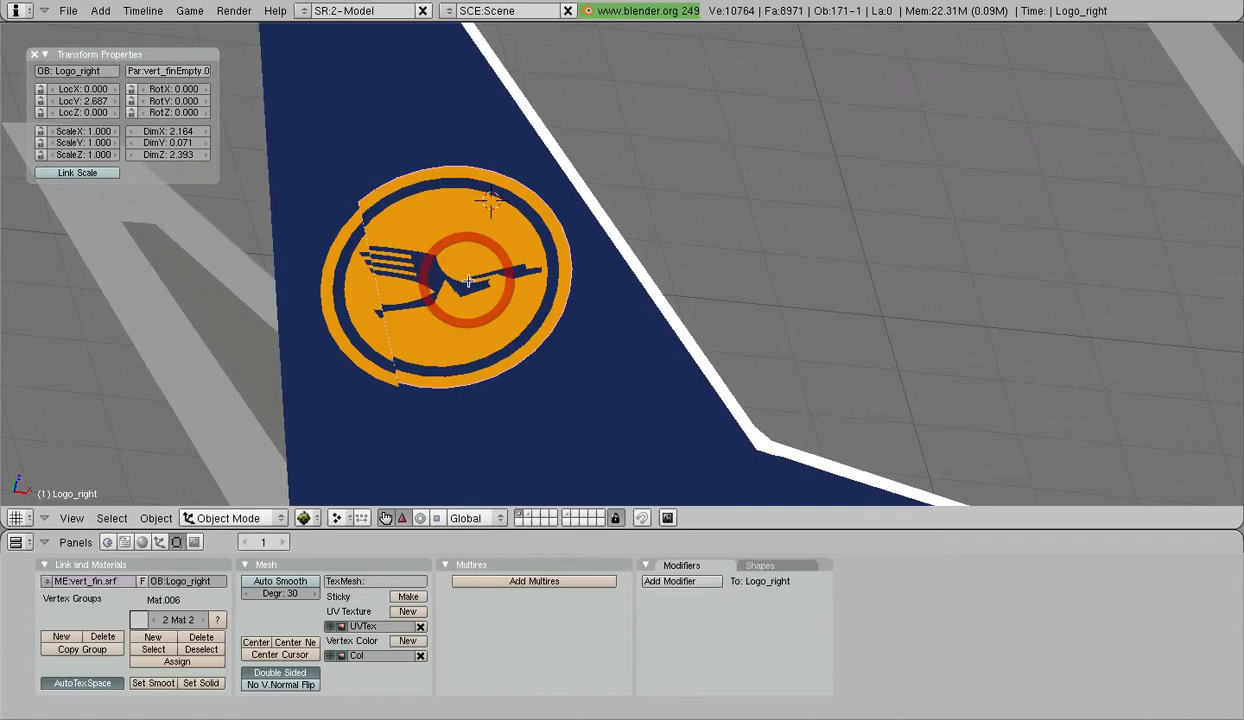 File Add Timeline Game Render Help SR:2-Model SCE:Scene www.blender.org 249 Ve:10764 | Fa:8971 | Ob:171-1 | La:0 | Mem:22.31M (0.09M) | Time: | Logo_right
Transform Properties
OB: Logo_right Par:vert_finEmpty.0
LocX: 0.000 RotX: 0.000
LocY: 2.687 RotY: 0.000
LocZ: 0.000 RotZ: 0.000
ScaleX: 1.000 DimX: 2.164
ScaleY: 1.000 DimY: 0.071
ScaleZ: 1.000 DimZ: 2.393
Link Scale
z
x
(1) Logo_right
View Select Object Object Mode Global
Panels 1
Link and Materials Mesh Multires Modifiers Shapes
ME:vert_fin.srf F OB:Logo_right Auto Smooth TexMesh: Add Multires Add Modifier To: Logo_right
Degr: 30 Sticky Make
Vertex Groups Mat.006
UV Texture New
2 Mat 2 ? UVTex
New Delete New Delete Center Center Ne Vertex Color New
Copy Group Select Deselect Center Cursor Col
Assign
Double Sided
AutoTexSpace Set Smoot Set Solid No V.Normal Flip